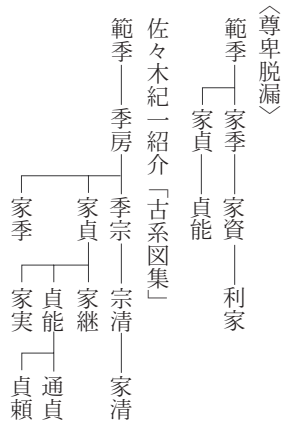 〈尊卑脱漏〉
範季 家季 家資 利家
家貞 貞能
佐々木紀一紹介「古系図集」
範季 季房 季宗 宗清 家清
家貞 家継
貞能 通貞
貞頼
家実
家季